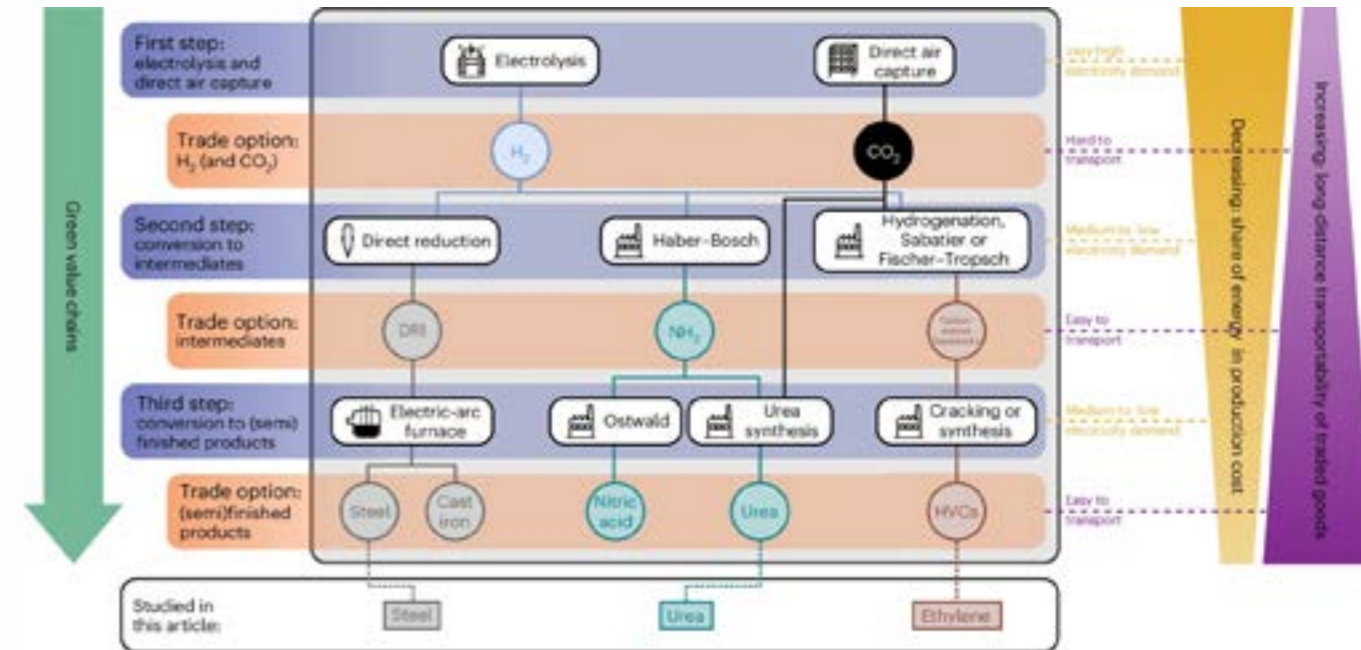 First step:
electrolysis and
direct air capture
Electrolysis
Direct air
capture
Very high
electricity demand
Trade option:
H₂ (and CO₂)
H₂
CO₂
Hard to
transport
Second step:
conversion to
intermediates
Direct reduction
Haber-Bosch
Hydrogenation,
Sabatier or
Fischer-Tropsch
Medium to low
electricity demand
Trade option:
intermediates
DRI
NH₃
Easy to
transport
Third step:
conversion to (semi)
finished products
Electric-arc
furnace
Ostwald
Urea
synthesis
Cracking or
synthesis
Medium to low
electricity demand
Trade option:
(semi)finished
products
Steel
Cast
iron
Nitric
acid
Urea
HVCs
Easy to
transport
Studied in
this article:
Steel
Urea
Ethylene
Green value chains
Decreasing: share of energy in production cost
Increasing: long-distance transportability of traded goods